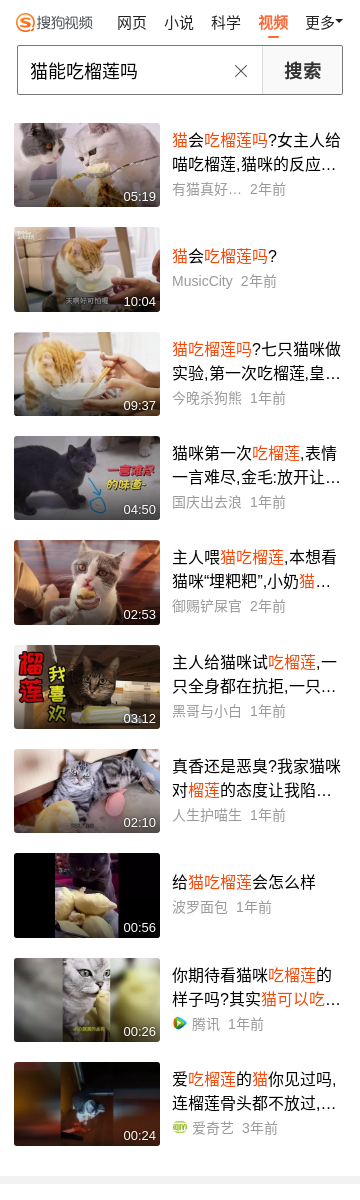 搜狗视频 网页 小说 科学 视频 更多
猫能吃榴莲吗 搜索
猫会吃榴莲吗?女主人给
喵吃榴莲,猫咪的反应…
05:19
有猫真好… 2年前
猫会吃榴莲吗?
天啊好可怕喔
10:04
MusicCity 2年前
猫吃榴莲吗?七只猫咪做
实验,第一次吃榴莲,皇…
09:37
今晚杀狗熊 1年前
猫咪第一次吃榴莲,表情
一言难尽
的味道~
一言难尽,金毛:放开让…
04:50
国庆出去浪 1年前
主人喂猫吃榴莲,本想看
猫咪“埋粑粑”,小奶猫…
02:53
御赐铲屎官 2年前
榴莲
我喜欢
主人给猫咪试吃榴莲,一
只全身都在抗拒,一只…
03:12
黑哥与小白 1年前
真香还是恶臭?我家猫咪
对榴莲的态度让我陷…
02:10
人生护喵生 1年前
给猫吃榴莲会怎么样
00:56
波罗面包 1年前
你期待看猫咪吃榴莲的
样子吗?其实猫可以吃…
00:26
腾讯 1年前
爱吃榴莲的猫你见过吗,
连榴莲骨头都不放过,…
00:24
爱奇艺 3年前